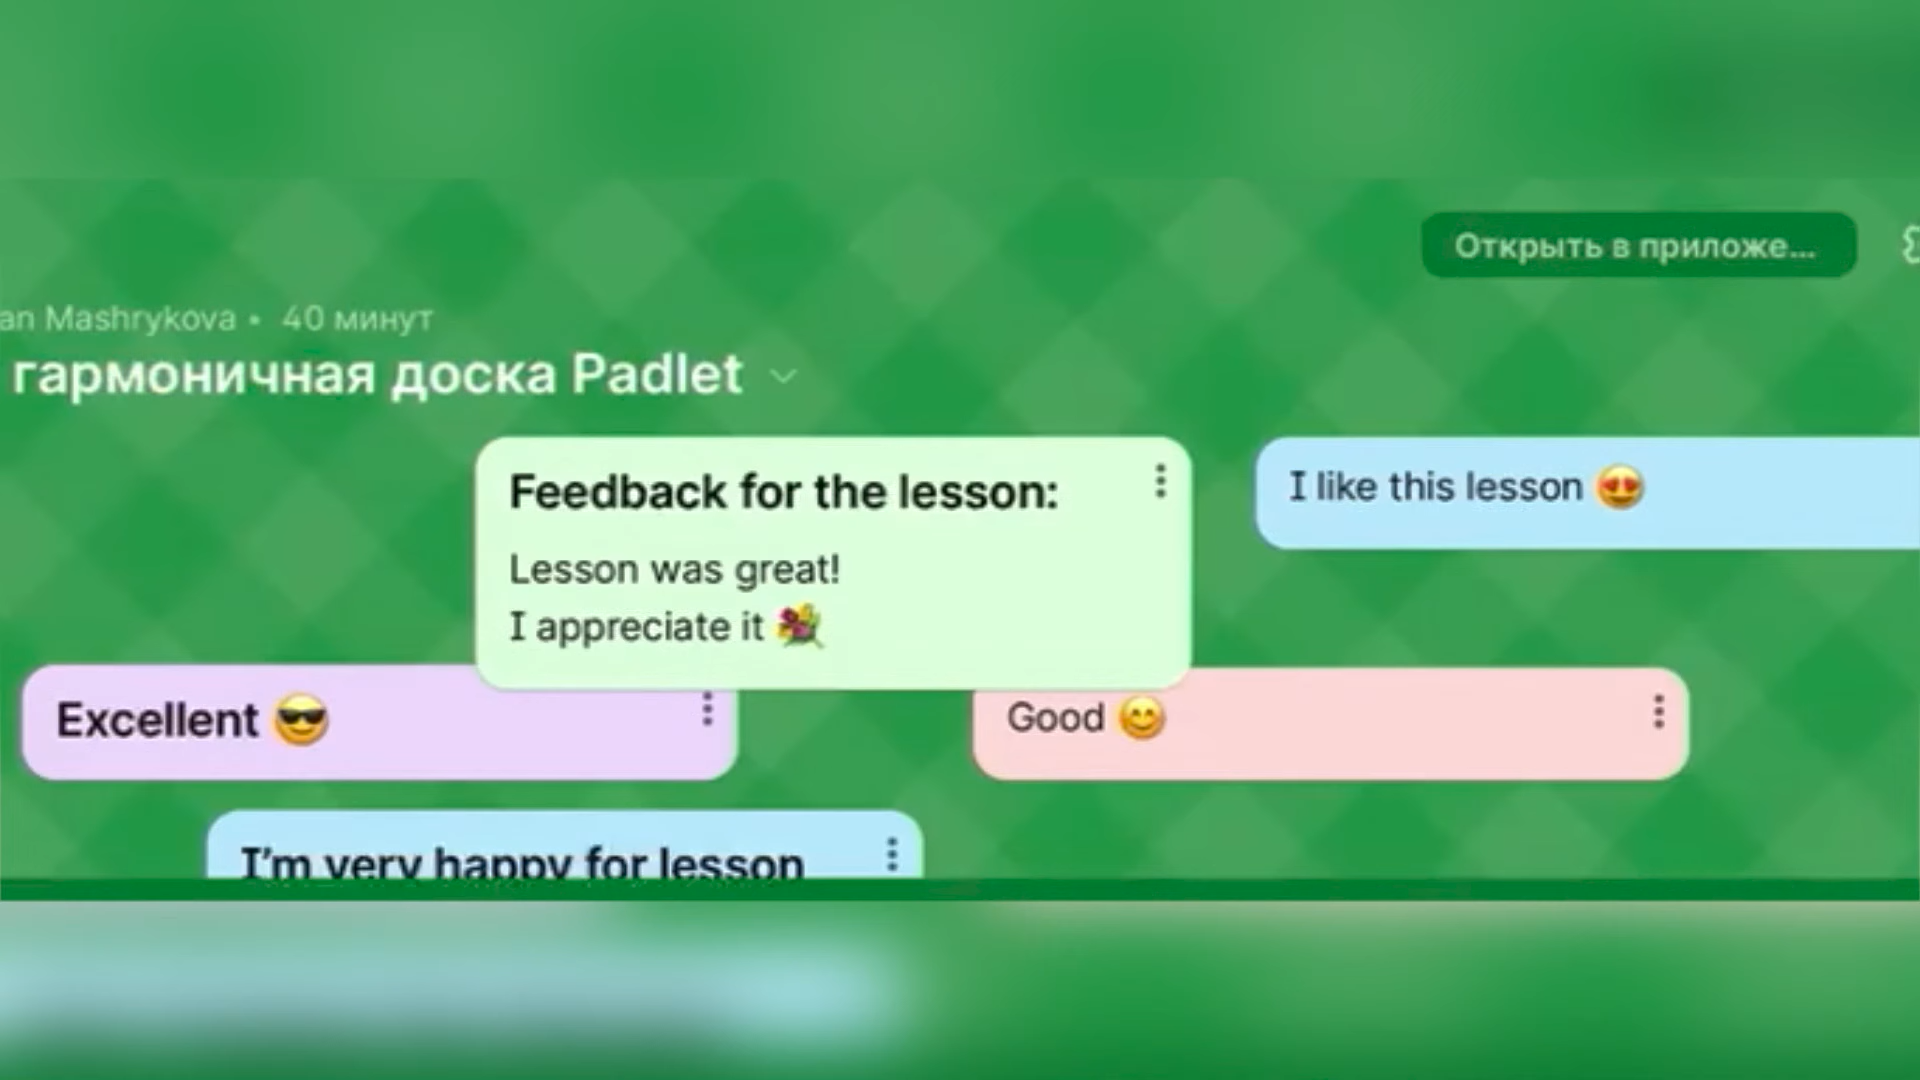 Открыть в приложе...
an Mashrykova • 40 минут
гармоничная доска Padlet
Feedback for the lesson:
Lesson was great!
I appreciate it 💐
I like this lesson 😍
Excellent 😎
Good 😊
I'm very happy for lesson